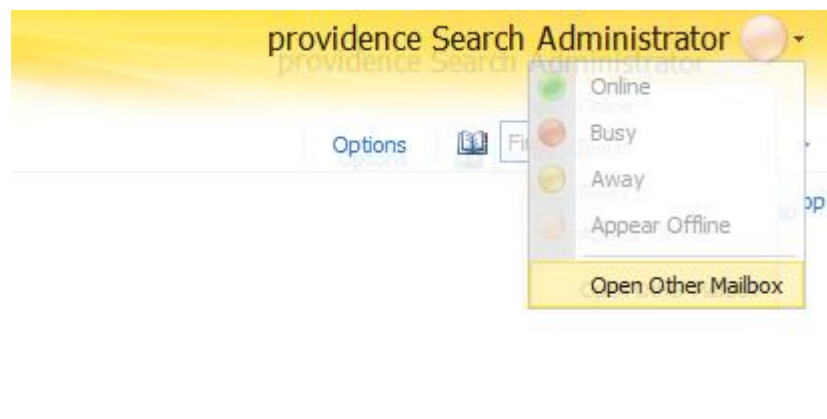 providence Search Administrator
Online
Options
Busy
Away
Appear Offline
Open Other Mailbox